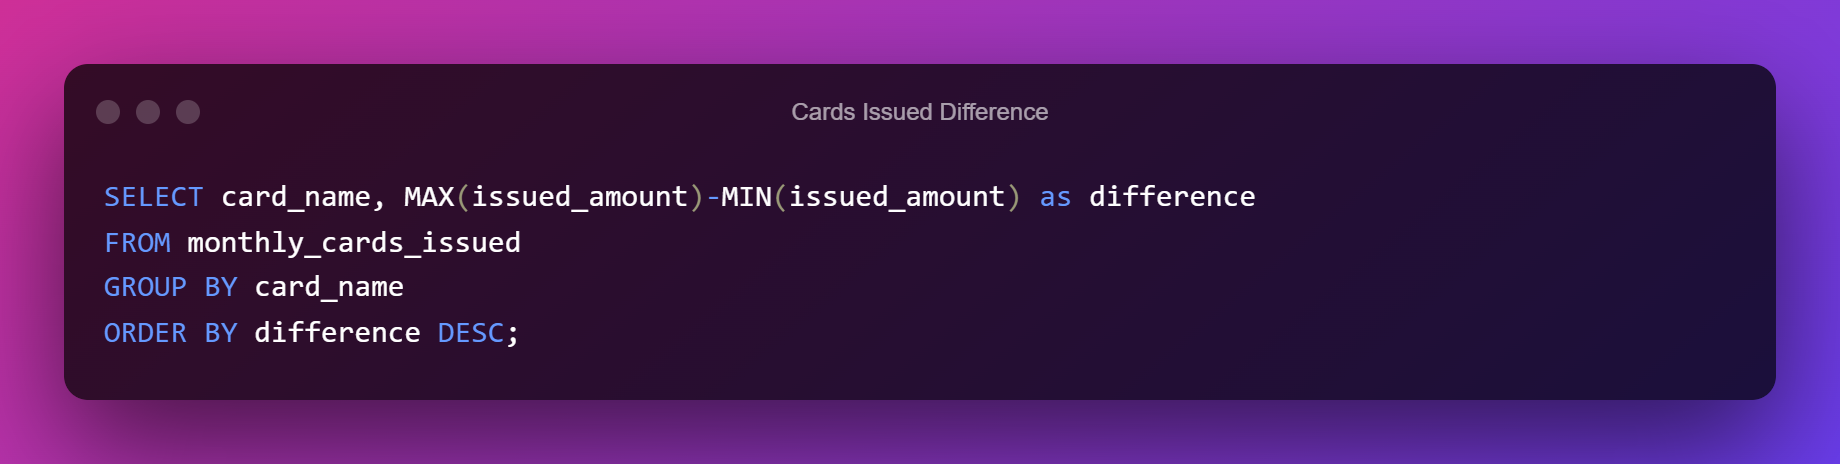 Cards Issued Difference
SELECT card_name, MAX(issued_amount)-MIN(issued_amount) as difference
FROM monthly_cards_issued
GROUP BY card_name
ORDER BY difference DESC;